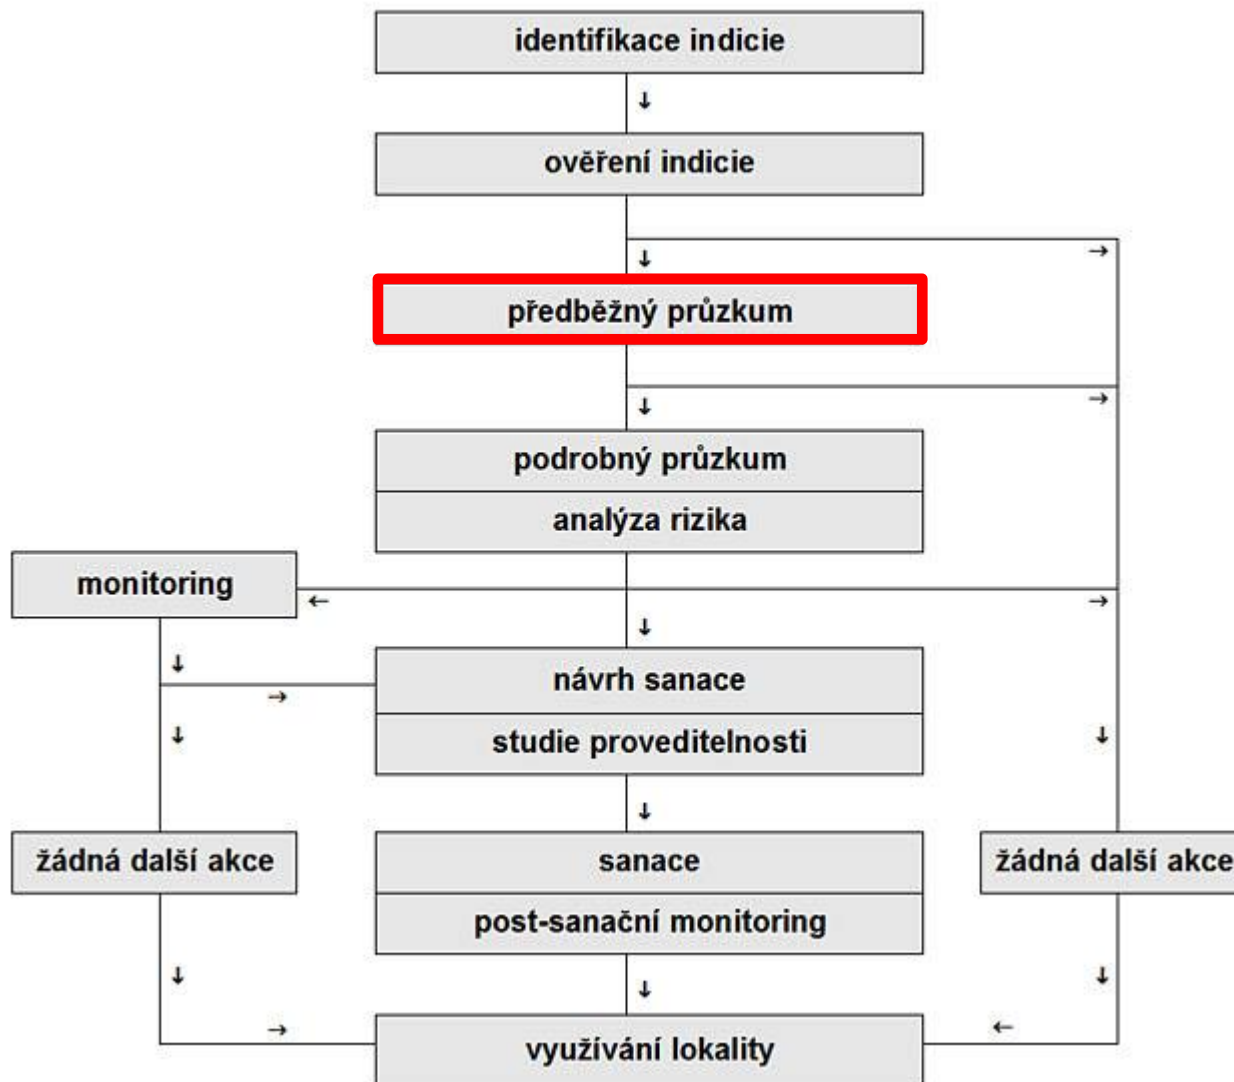 identifikace indicie
ověření indicie
předběžný průzkum
podrobný průzkum
analýza rizika
monitoring
návrh sanace
studie proveditelnosti
žádná další akce
sanace
žádná další akce
post-sanační monitoring
využívání lokality